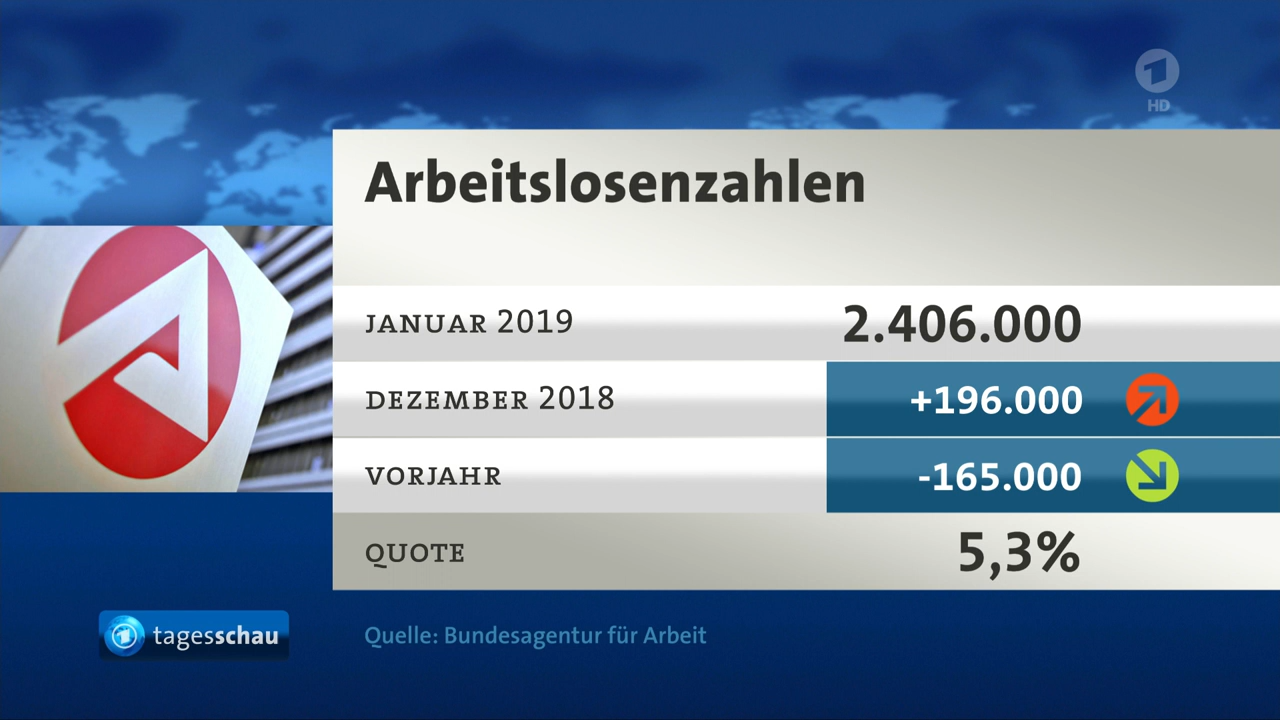 HD
Arbeitslosenzahlen
JANUAR 2019 2.406.000
DEZEMBER 2018 +196.000
VORJAHR -165.000
QUOTE 5,3%
tagesschau Quelle: Bundesagentur für Arbeit